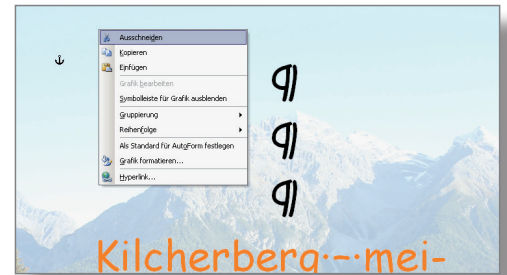 Ausschneiden
Kopieren
Einfügen
Grafik bearbeiten
Symbolleiste für Grafik ausblenden
Gruppierung
Reihenfolge
Als Standard für AutoForm festlegen
Grafik formatieren...
Hyperlink...
¶
¶
¶
Kilcherberg·-·mei-